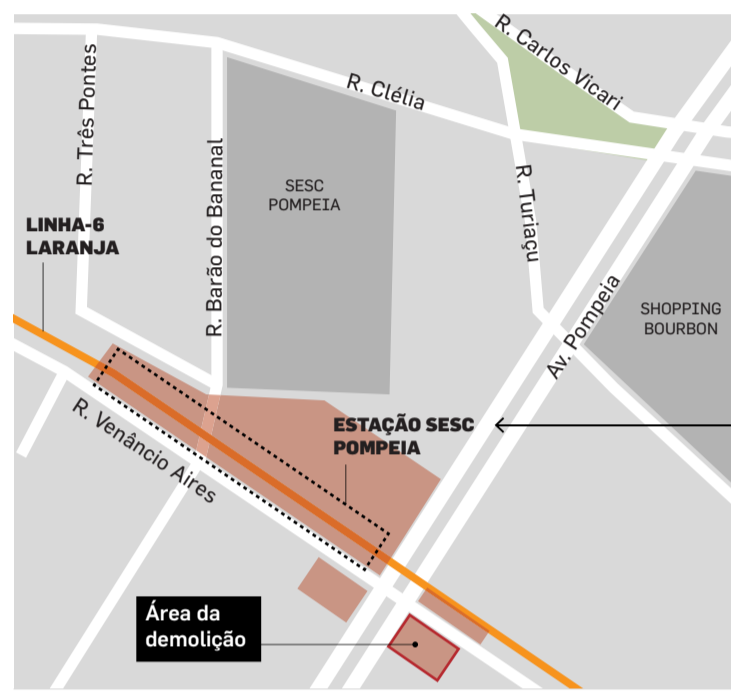 R. Carlos Vicari
R. Três Pontes
R. Clélia
R. Barão do Bananal
SESC
POMPEIA
R. Turiaçu
LINHA-6
LARANJA
Av. Pompeia
SHOPPING
BOURBON
R. Venâncio Aires
ESTAÇÃO SESC
POMPEIA
Área da
demolição